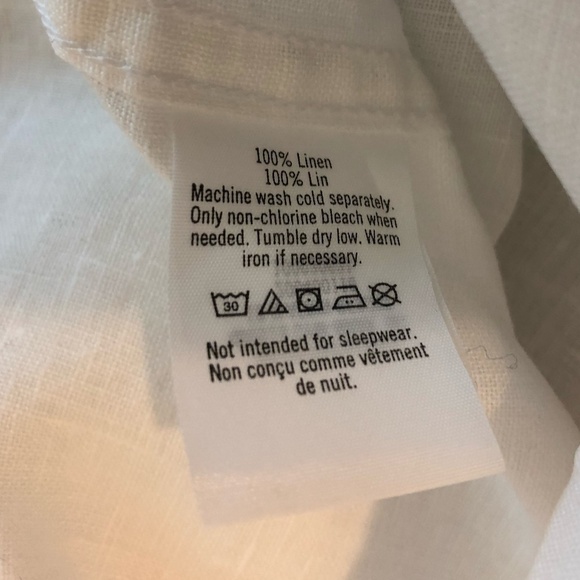 100% Linen
100% Lin
Machine wash cold separately.
Only non-chlorine bleach when
needed. Tumble dry low. Warm
iron if necessary.
30
Not intended for sleepwear.
Non conçu comme vêtement
de nuit.